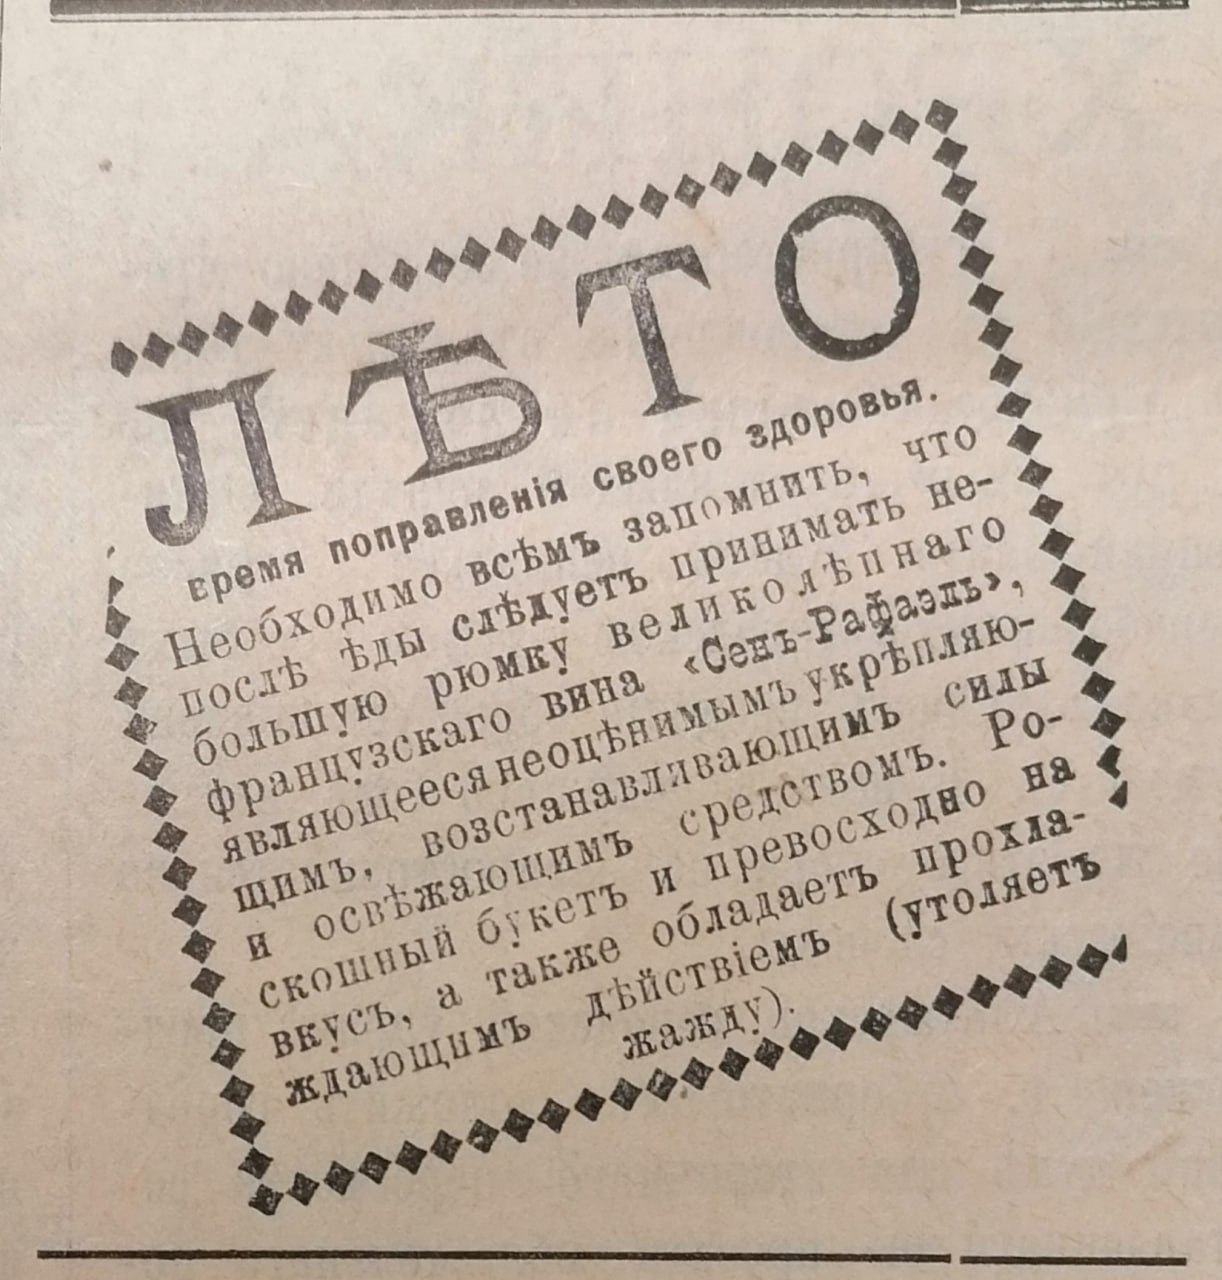 ЛѢТО
время поправленія своего здоровья.
Необходимо всѣмъ запомнить, что
послѣ ѣды слѣдуетъ принимать не-
большую рюмку великолѣпнаго
французскаго вина «Сенъ-Рафаэль»,
являющееся неоцѣнимымъ укрѣпляю-
щимъ, возстанавливающимъ силы
и освѣжающимъ средствомъ. Ро-
скошный букетъ и превосходно на
вкусъ, а также обладаетъ прохла-
ждающимъ дѣйствіемъ (утоляетъ
жажду).